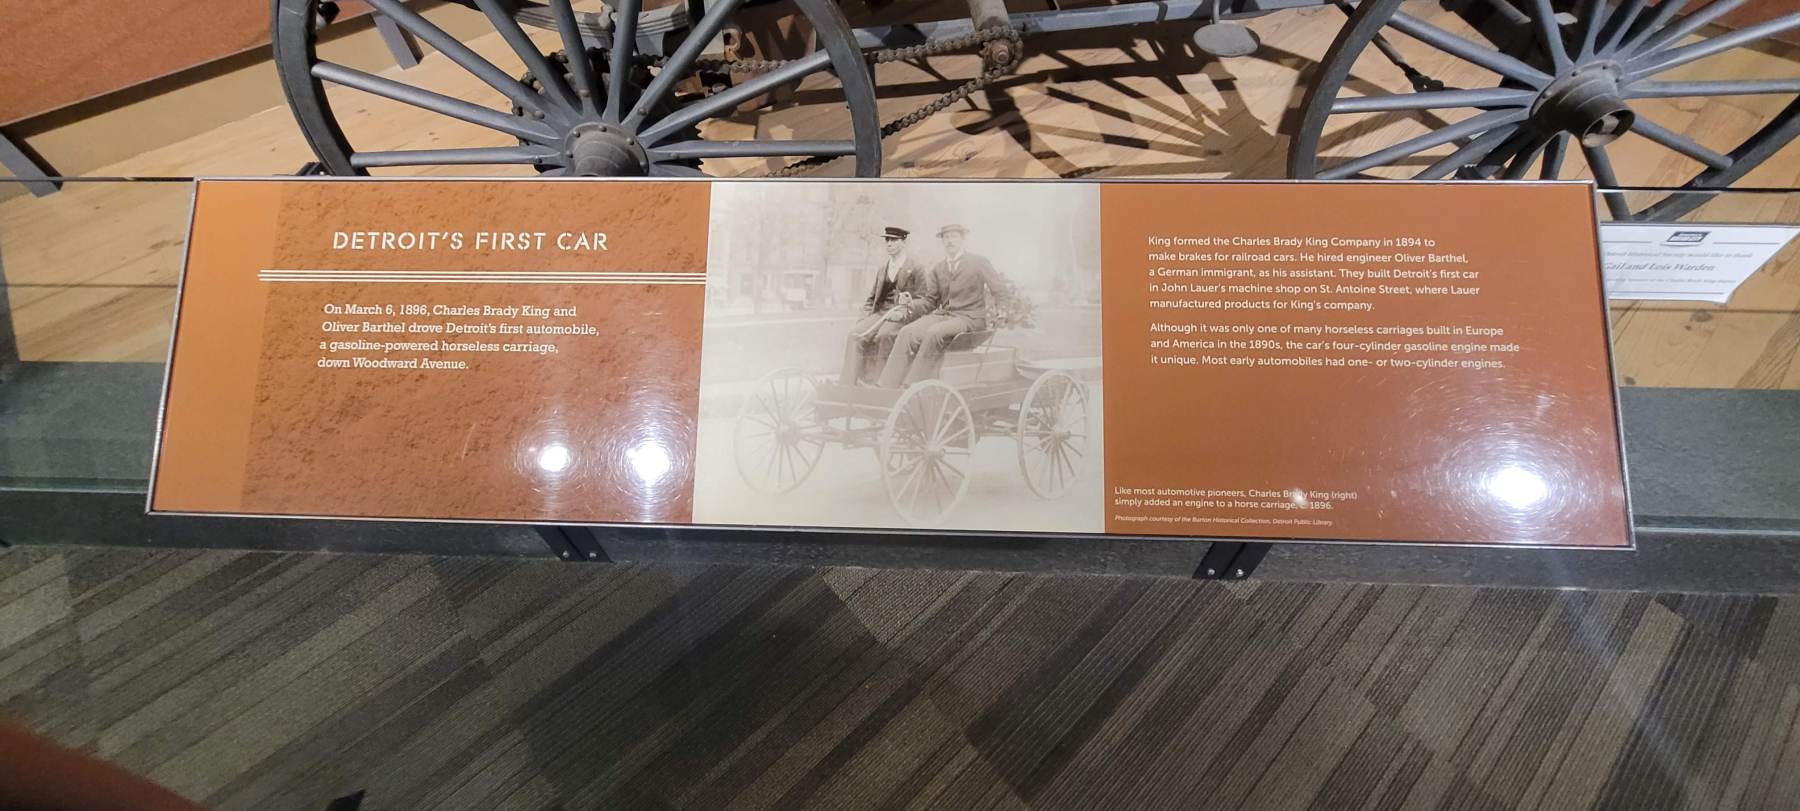 DETROIT'S FIRST CAR
On March 6, 1896, Charles Brady King and
Oliver Barthel drove Detroit's first automobile,
a gasoline-powered horseless carriage,
down Woodward Avenue.
King formed the Charles Brady King Company in 1894 to
make brakes for railroad cars. He hired engineer Oliver Barthel,
a German immigrant, as his assistant. They built Detroit's first car
in John Lauer's machine shop on St. Antoine Street, where Lauer
manufactured products for King's company.
Although it was only one of many horseless carriages built in Europe
and America in the 1890s, the car's four-cylinder gasoline engine made
it unique. Most early automobiles had one- or two-cylinder engines.
Like most automotive pioneers, Charles Brady King (right)
simply added an engine to a horse carriage, 1896.
Photograph courtesy of the Burton Historical Collection, Detroit Public Library.
Historical Society would like to thank
Gail and Lois Warden